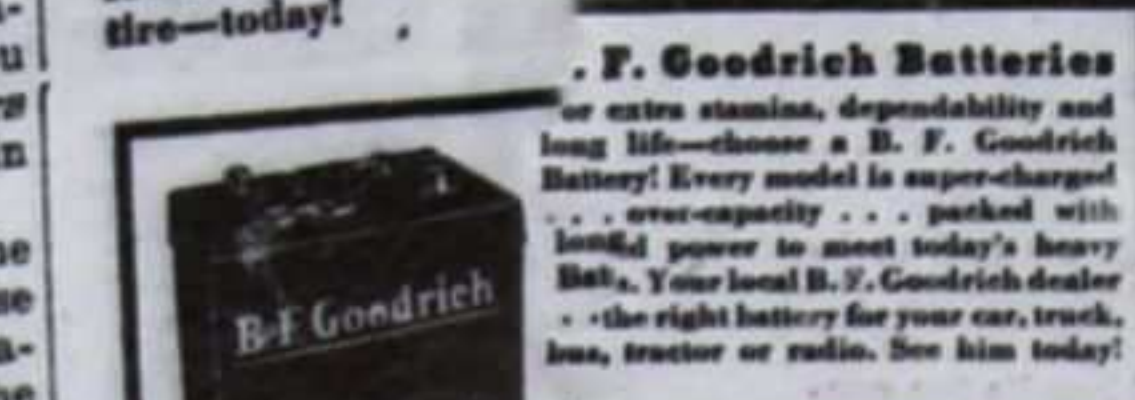 tire—today!
B·F Goodrich
. F. Goodrich Batteries
or extra stamina, dependability and
long life—choose a B. F. Goodrich
Battery! Every model is super-charged
. . . over-capacity . . . packed with
power to meet today's heavy
Your local B. F. Goodrich dealer
the right battery for your car, truck,
bus, tractor or radio. See him today!